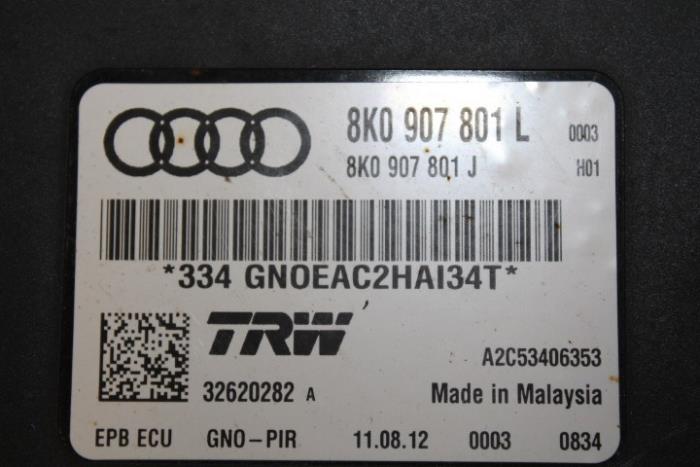 8K0 907 801 L 0003
8K0 907 801 J H01
*334 GNOEAC2HAI34T*
TRW A2C53406353
32620282 A Made in Malaysia
EPB ECU GNO-PIR 11.08.12 0003 0834